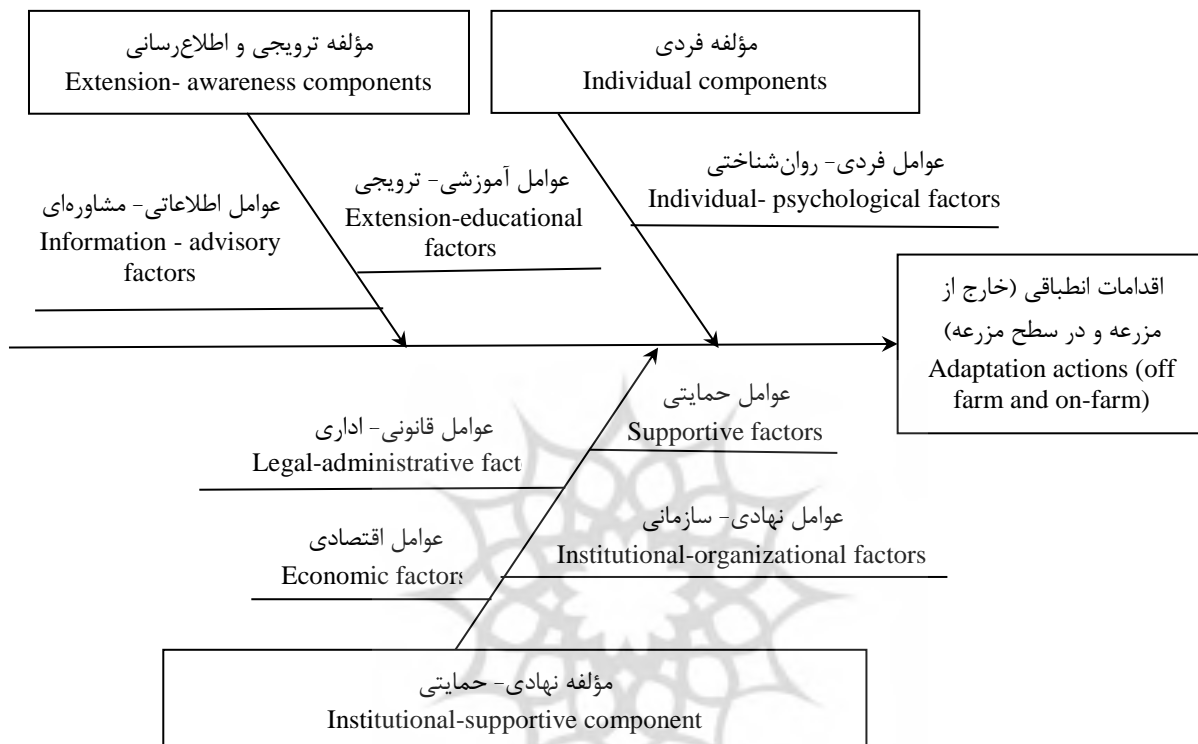 مؤلفه ترویجی و اطلاع‌رسانی
Extension- awareness components
مؤلفه فردی
Individual components
عوامل فردی- روان‌شناختی
Individual- psychological factors
عوامل آموزشی- ترویجی
Extension-educational
factors
عوامل اطلاعاتی- مشاوره‌ای
Information - advisory
factors
اقدامات انطباقی (خارج از
مزرعه و در سطح مزرعه)
Adaptation actions (off
farm and on-farm)
عوامل حمایتی
Supportive factors
عوامل قانونی- اداری
Legal-administrative fact
عوامل نهادی- سازمانی
Institutional-organizational factors
عوامل اقتصادی
Economic factors
مؤلفه نهادی- حمایتی
Institutional-supportive component